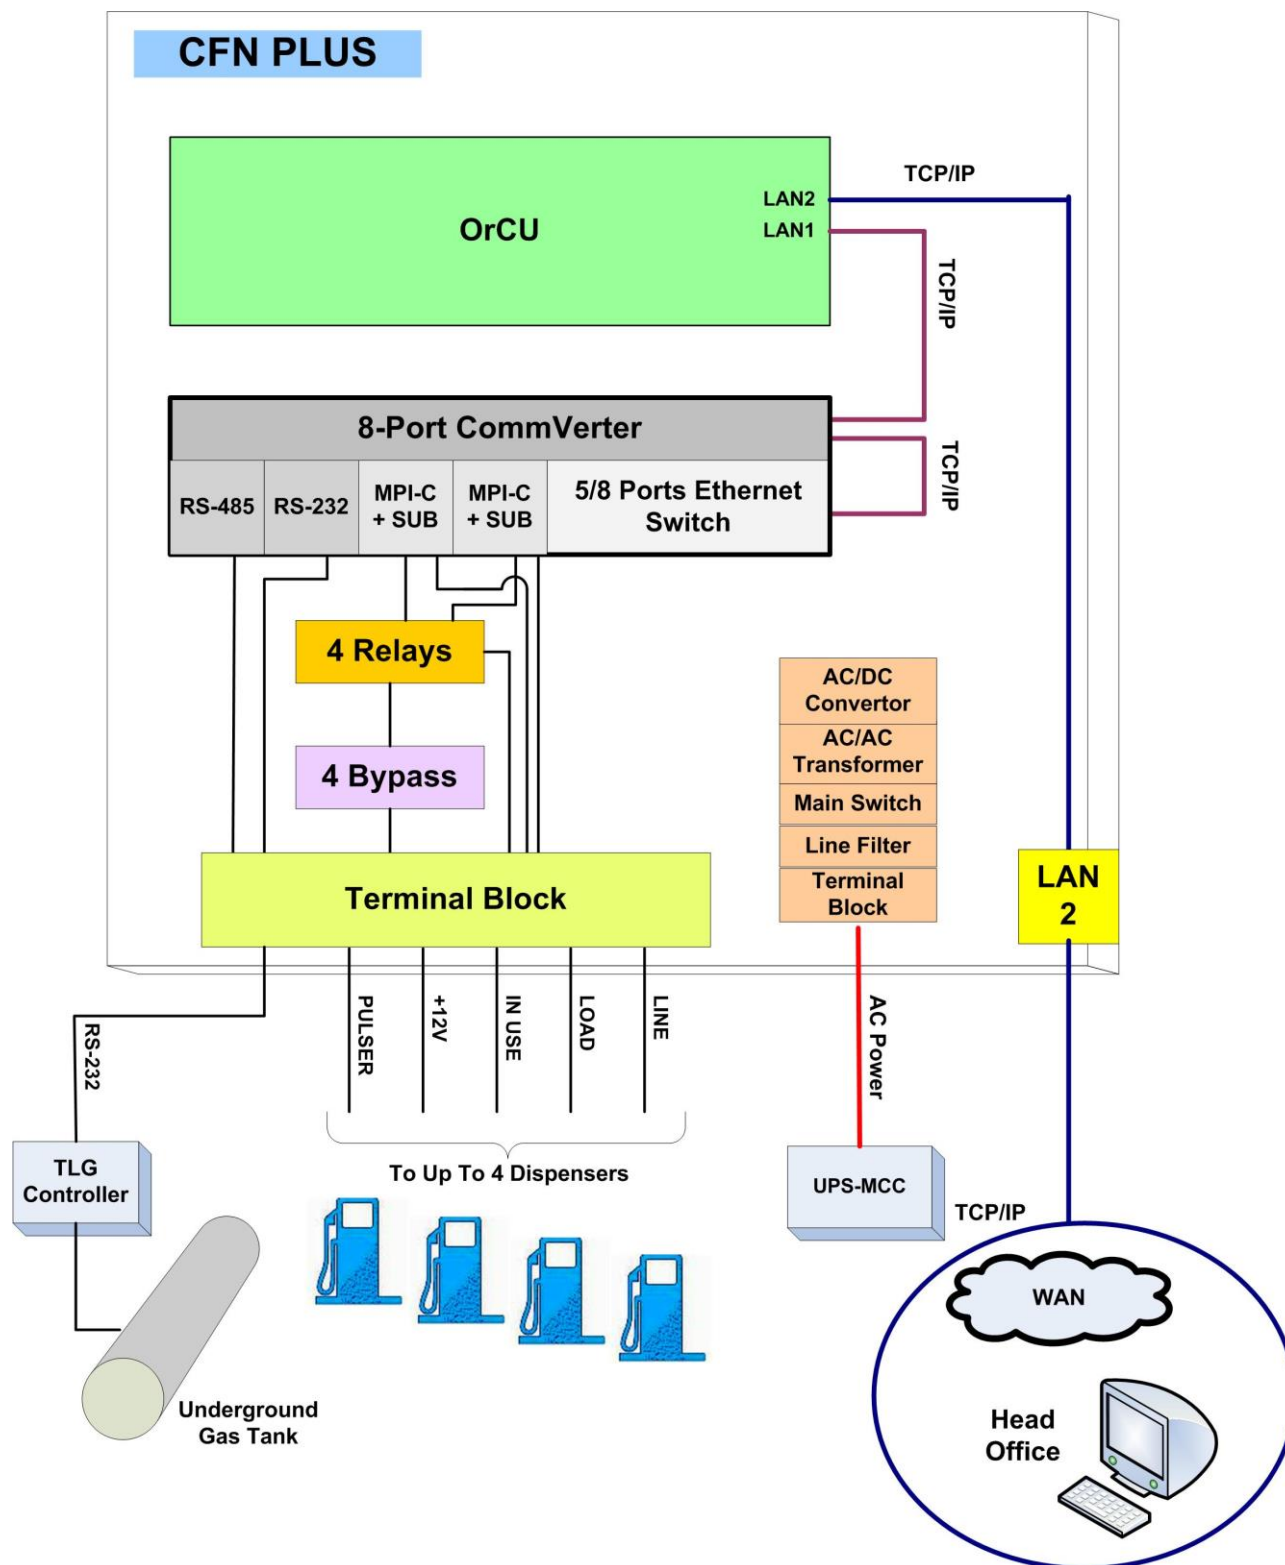 CFN PLUS
TCP/IP
LAN2
OrCU
LAN1
TCP/IP
8-Port CommVerter
TCP/IP
RS-485
RS-232
MPI-C
+ SUB
MPI-C
+ SUB
5/8 Ports Ethernet
Switch
4 Relays
AC/DC
Convertor
AC/AC
Transformer
4 Bypass
Main Switch
Line Filter
Terminal
Block
Terminal Block
LAN
2
RS-232
PULSER
+12V
IN USE
LOAD
LINE
AC Power
TLG
Controller
To Up To 4 Dispensers
UPS-MCC
TCP/IP
WAN
Underground
Gas Tank
Head
Office